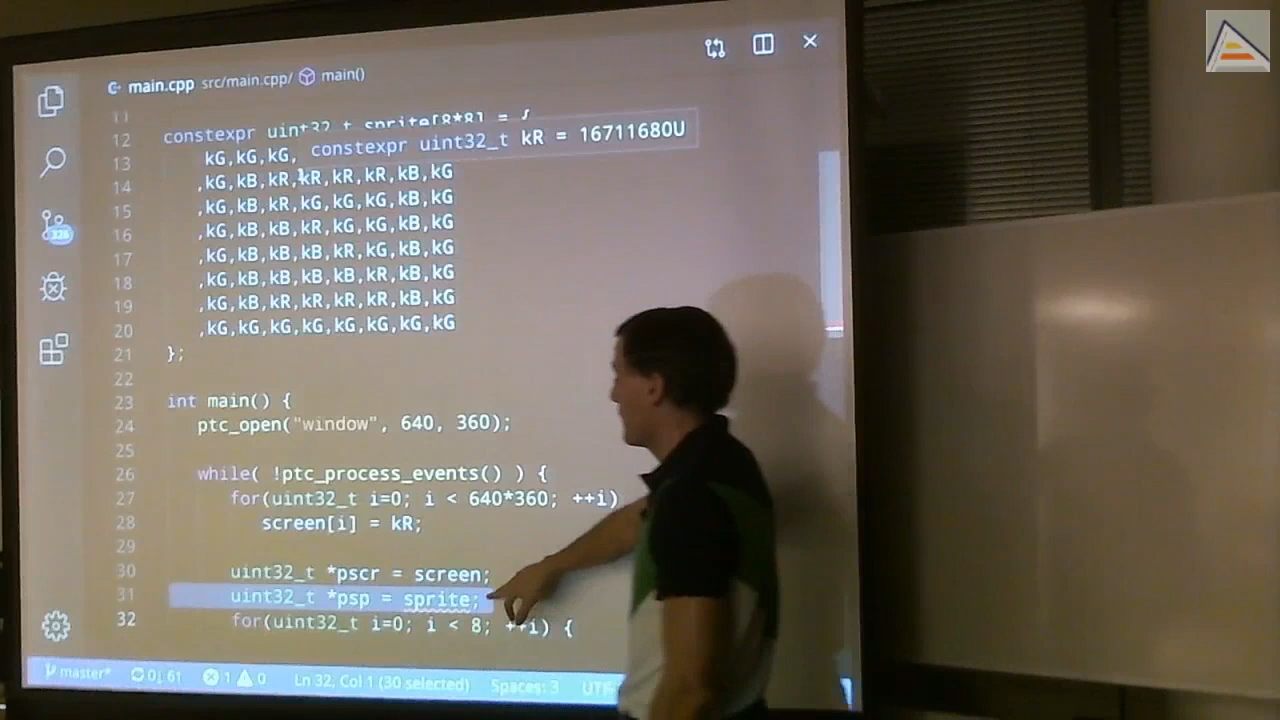 main.cpp src/main.cpp/ main()
11
12 constexpr uint32_t sprite[8*8] = {
constexpr uint32_t kR = 16711680U
13 kG,kG,kG,
14 ,kG,kB,kR,kR,kR,kR,kB,kG
15 ,kG,kB,kR,kG,kG,kG,kB,kG
16 ,kG,kB,kB,kR,kG,kG,kB,kG
17 ,kG,kB,kB,kB,kR,kG,kB,kG
18 ,kG,kB,kB,kB,kB,kR,kB,kG
19 ,kG,kB,kR,kR,kR,kR,kB,kG
20 ,kG,kG,kG,kG,kG,kG,kG,kG
21 };
22
23 int main() {
24 ptc_open("window", 640, 360);
25
26 while( !ptc_process_events() ) {
27 for(uint32_t i=0; i < 640*360; ++i)
28 screen[i] = kR;
29
30 uint32_t *pscr = screen;
31 uint32_t *psp = sprite;
32 for(uint32_t i=0; i < 8; ++i) {
326
master* 0↓ 61↑ 1 0 Ln 32, Col 1 (30 selected) Spaces: 3 UTF